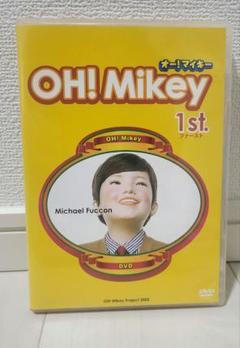 オー!マイキー
OH! Mikey
1st.
ファースト
OH! Mikey
Michael Fuccon
DVD
OH! Mikey Project 2002
DVD